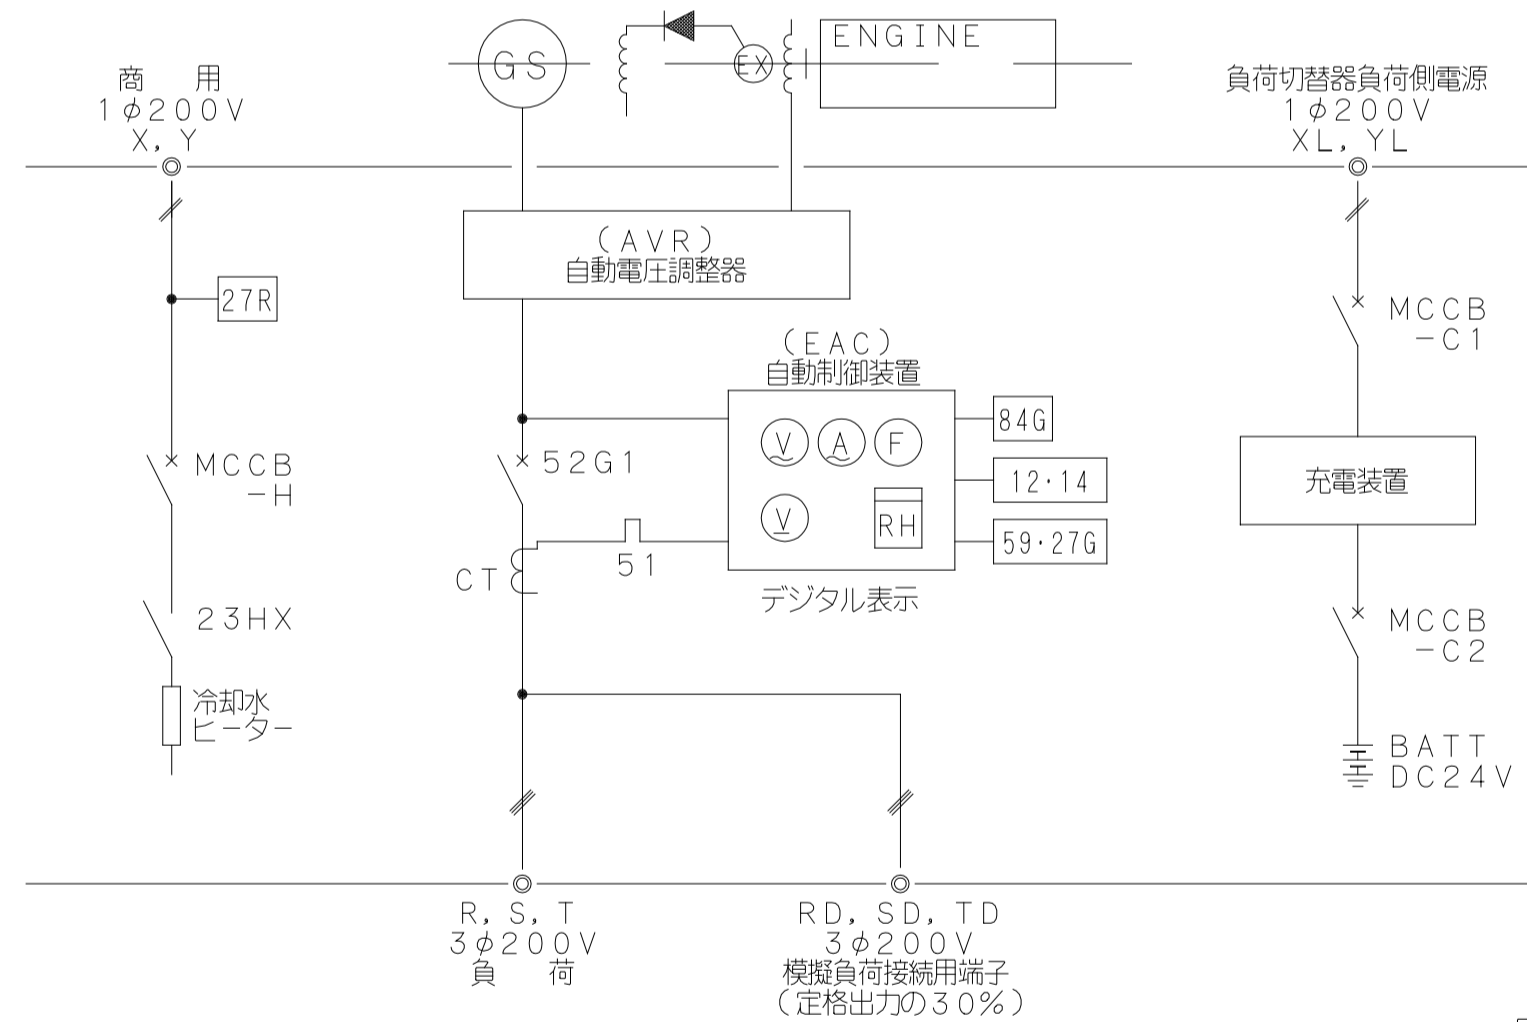 商 用
1φ200V
X, Y
GS
EX
ENGINE
負荷切替器負荷側電源
1φ200V
XL, YL
(AVR)
自動電圧調整器
27R
MCCB
-H
23HX
冷却水
ヒーター
(EAC)
自動制御装置
V A F
V RH
デジタル表示
52G1
CT
51
84G
12・14
59・27G
MCCB
-C1
充電装置
MCCB
-C2
BATT
DC24V
R, S, T
3φ200V
負 荷
RD, SD, TD
3φ200V
模擬負荷接続用端子
(定格出力の30%)